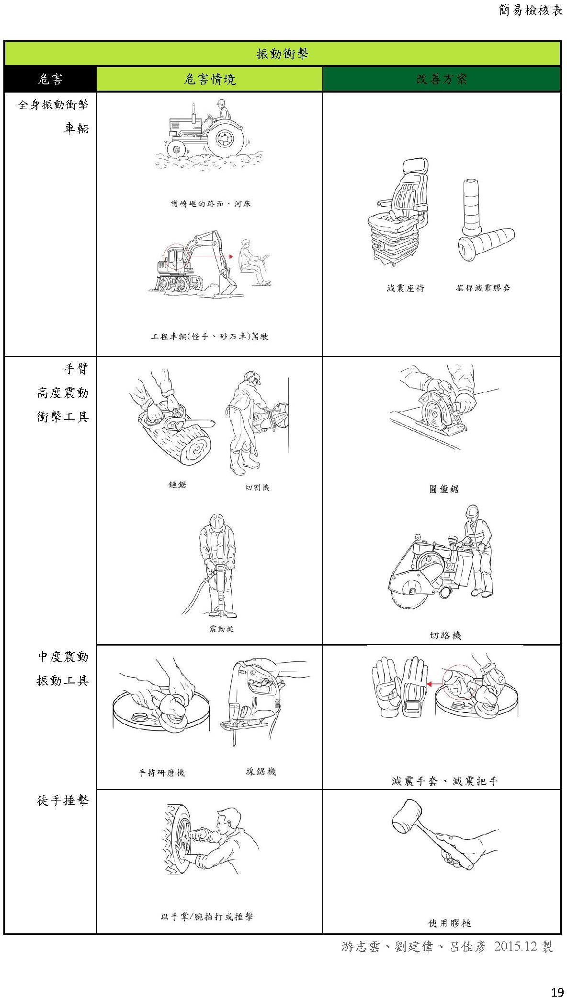 簡易檢核表
振動衝擊
危害 危害情境 改善方案
全身振動衝擊
車輛
護崎嶇的路面、河床
減震座椅 搖桿減震膠套
工程車輛(怪手、砂石車)駕駛
手臂
高度震動
衝擊工具
鏈鋸 切割機
圓盤鋸
震動槌
切路機
中度震動
振動工具
手持研磨機 線鋸機
減震手套、減震把手
徒手捶擊
以手掌/腕拍打或捶擊
使用膠槌
游志雲、劉建偉、呂佳彥 2015.12 製
19